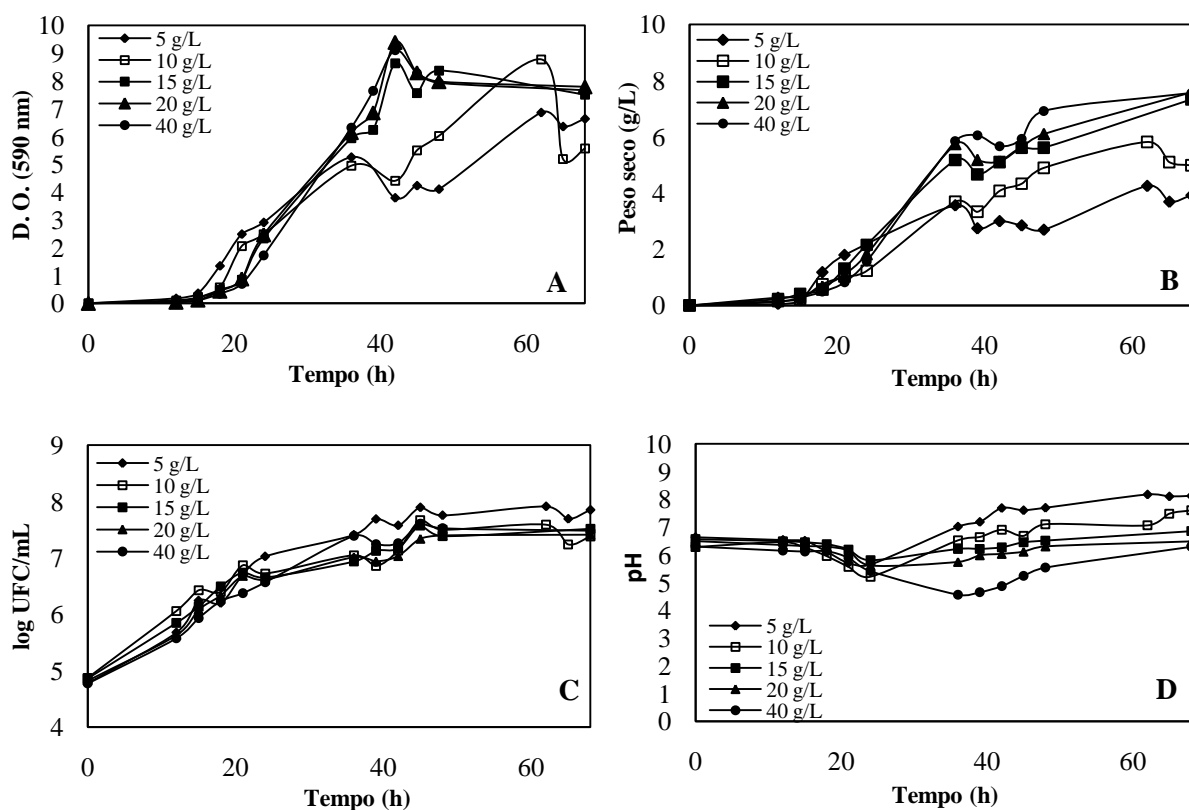 D. O. (590 nm)
10
9
8
7
6
5
4
3
2
1
0
5 g/L
10 g/L
15 g/L
20 g/L
40 g/L
A
0
20
40
60
Tempo (h)
Peso seco (g/L)
10
8
6
4
2
0
5 g/L
10 g/L
15 g/L
20 g/L
40 g/L
B
0
20
40
60
Tempo (h)
log UFC/mL
9
8
7
6
5
4
5 g/L
10 g/L
15 g/L
20 g/L
40 g/L
C
0
20
40
60
Tempo (h)
pH
10
9
8
7
6
5
4
3
2
1
0
5 g/L
10 g/L
15 g/L
20 g/L
40 g/L
D
0
20
40
60
Tempo (h)